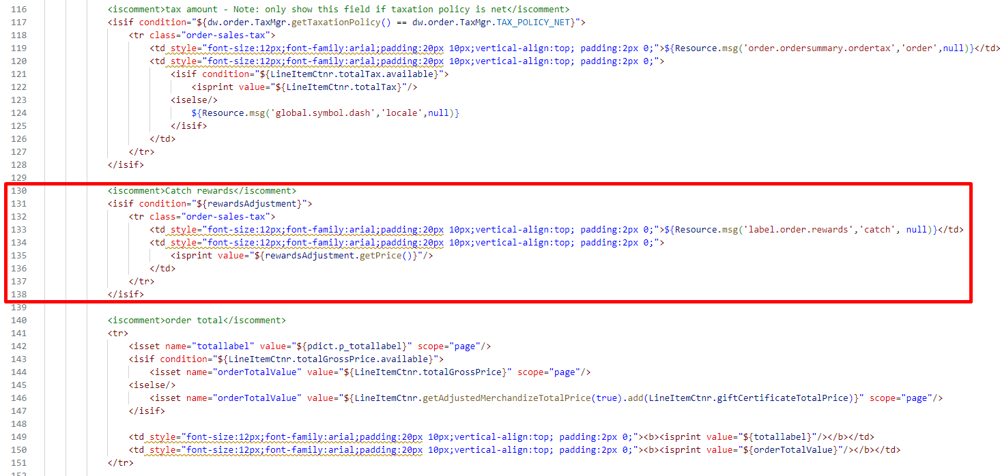 116 <iscomment>tax amount - Note: only show this field if taxation policy is net</iscomment>
117 <isif condition="${dw.order.TaxMgr.getTaxationPolicy() == dw.order.TaxMgr.TAX_POLICY_NET}">
118 <tr class="order-sales-tax">
119 <td style="font-size:12px;font-family:arial;padding:20px 10px;vertical-align:top; padding:2px 0;">${Resource.msg('order.ordersummary.ordertax','order',null)}</td>
120 <td style="font-size:12px;font-family:arial;padding:20px 10px;vertical-align:top; padding:2px 0;">
121 <isif condition="${LineItemCtnr.totalTax.available}">
122 <isprint value="${LineItemCtnr.totalTax}"/>
123 <iselse/>
124 ${Resource.msg('global.symbol.dash','locale',null)}
125 </isif>
126 </td>
127 </tr>
128 </isif>
129
130 <iscomment>Catch rewards</iscomment>
131 <isif condition="${rewardsAdjustment}">
132 <tr class="order-sales-tax">
133 <td style="font-size:12px;font-family:arial;padding:20px 10px;vertical-align:top; padding:2px 0;">${Resource.msg('label.order.rewards','catch', null)}</td>
134 <td style="font-size:12px;font-family:arial;padding:20px 10px;vertical-align:top; padding:2px 0;">
135 <isprint value="${rewardsAdjustment.getPrice()}"/>
136 </td>
137 </tr>
138 </isif>
139
140 <iscomment>order total</iscomment>
141 <tr>
142 <isset name="totallabel" value="${pdict.p_totallabel}" scope="page"/>
143 <isif condition="${LineItemCtnr.totalGrossPrice.available}">
144 <isset name="orderTotalValue" value="${LineItemCtnr.totalGrossPrice}" scope="page"/>
145 <iselse/>
146 <isset name="orderTotalValue" value="${LineItemCtnr.getAdjustedMerchandizeTotalPrice(true).add(LineItemCtnr.giftCertificateTotalPrice)}" scope="page"/>
147 </isif>
148
149 <td style="font-size:12px;font-family:arial;padding:20px 10px;vertical-align:top; padding:2px 0;"><b><isprint value="${totallabel}"/></b></td>
150 <td style="font-size:12px;font-family:arial;padding:20px 10px;vertical-align:top; padding:2px 0;"><b><isprint value="${orderTotalValue}"/></b></td>
151 </tr>
152